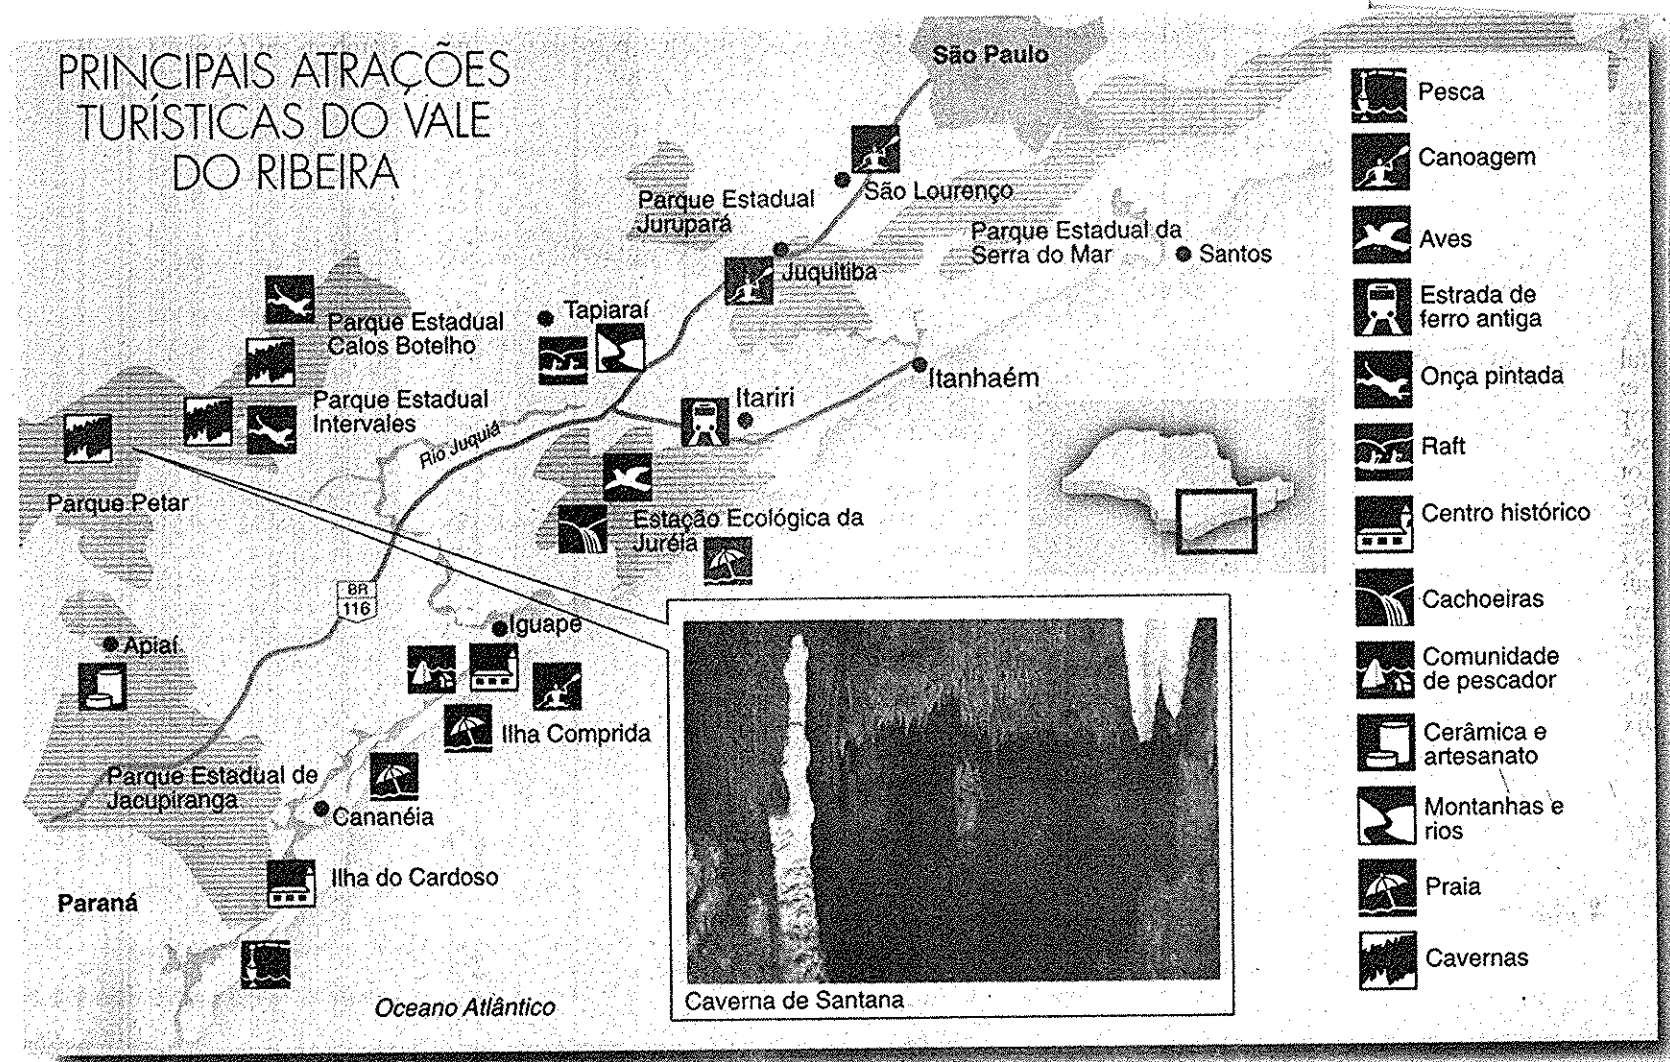 PRINCIPAIS ATRAÇÕES
TURÍSTICAS DO VALE
DO RIBEIRA
São Paulo
São Lourenço
Parque Estadual
Jurupará
Parque Estadual da
Serra do Mar
Santos
Juquitiba
Tapiaraí
Parque Estadual
Calos Botelho
Itanhaém
Itariri
Parque Estadual
Intervales
Rio Juquiá
Parque Petar
Estação Ecológica da
Juréia
BR
116
Iguape
Apiaí
Ilha Comprida
Parque Estadual de
Jacupiranga
Cananéia
Ilha do Cardoso
Paraná
Oceano Atlântico
Caverna de Santana
Pesca
Canoagem
Aves
Estrada de
ferro antiga
Onça pintada
Raft
Centro histórico
Cachoeiras
Comunidade
de pescador
Cerâmica e
artesanato
Montanhas e
rios
Praia
Cavernas